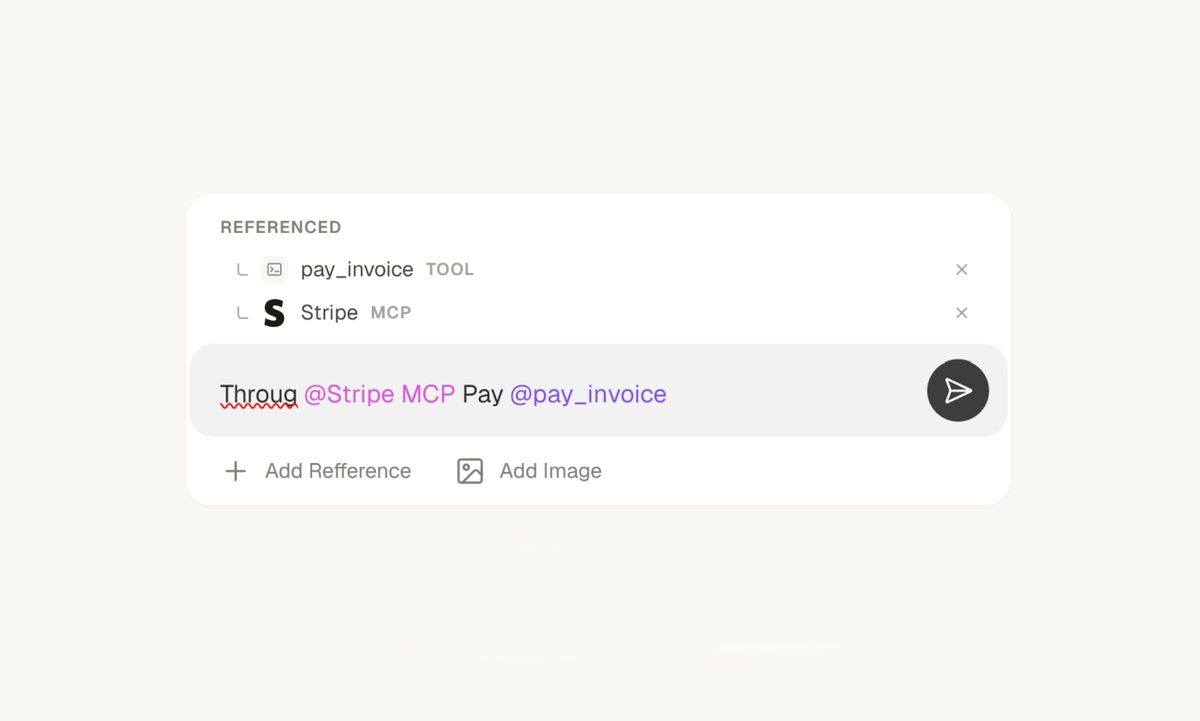 REFERENCED
pay_invoice TOOL
Stripe MCP
Throug @Stripe MCP Pay @pay_invoice
Add Refference Add Image